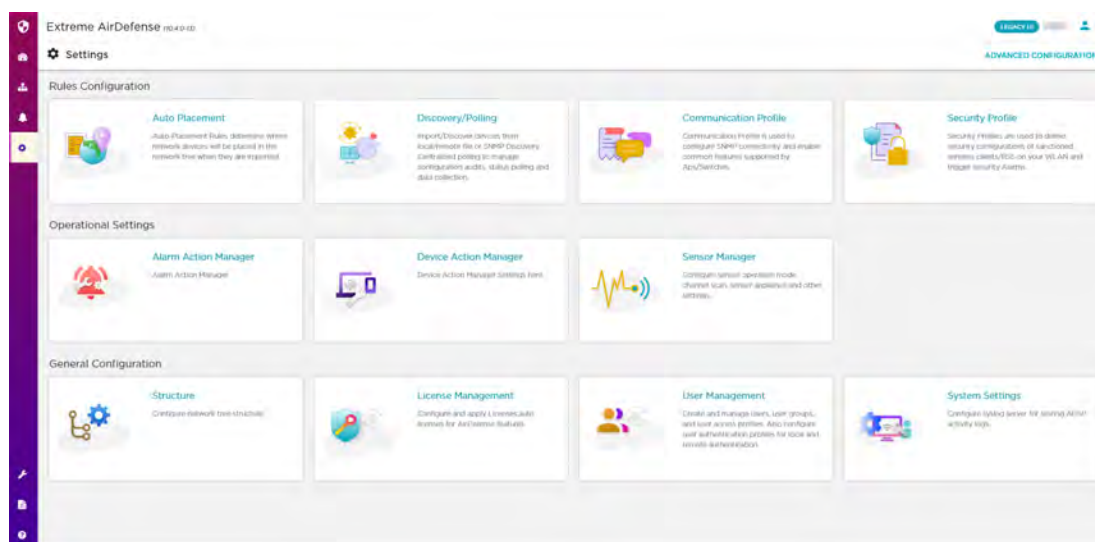 Extreme AirDefense
LEGACY UI
Settings
ADVANCED CONFIGURATION
Rules Configuration
Auto Placement
Auto Placement Rules determine where
network devices will be placed in the
network tree when they are imported.
Discovery/Polling
Import/Discover devices from
local/remote file or SNMP Discovery.
Centralized polling to manage
configuration audits, status polling and
data collection.
Communication Profile
Communication Profile is used to
configure SNMP connectivity and enable
common features supported by
Aps/Switches.
Security Profile
Security Profiles are used to define
security configurations of sanctioned
wireless clients/BSS on your WLAN and
trigger security Alarms.
Operational Settings
Alarm Action Manager
Alarm Action Manager
Device Action Manager
Device Action Manager Settings
Sensor Manager
Configure sensor operation mode
channel scan, sensor and other
settings.
General Configuration
Structure
Configure network tree structure.
License Management
Configure and apply Licenses,auto
licenses for AirDefense features.
User Management
Create and manage users, user groups,
and user access profiles. Also configure
user authentication profiles for local and
remote authentication.
System Settings
Configure syslog server for storing
activity logs.